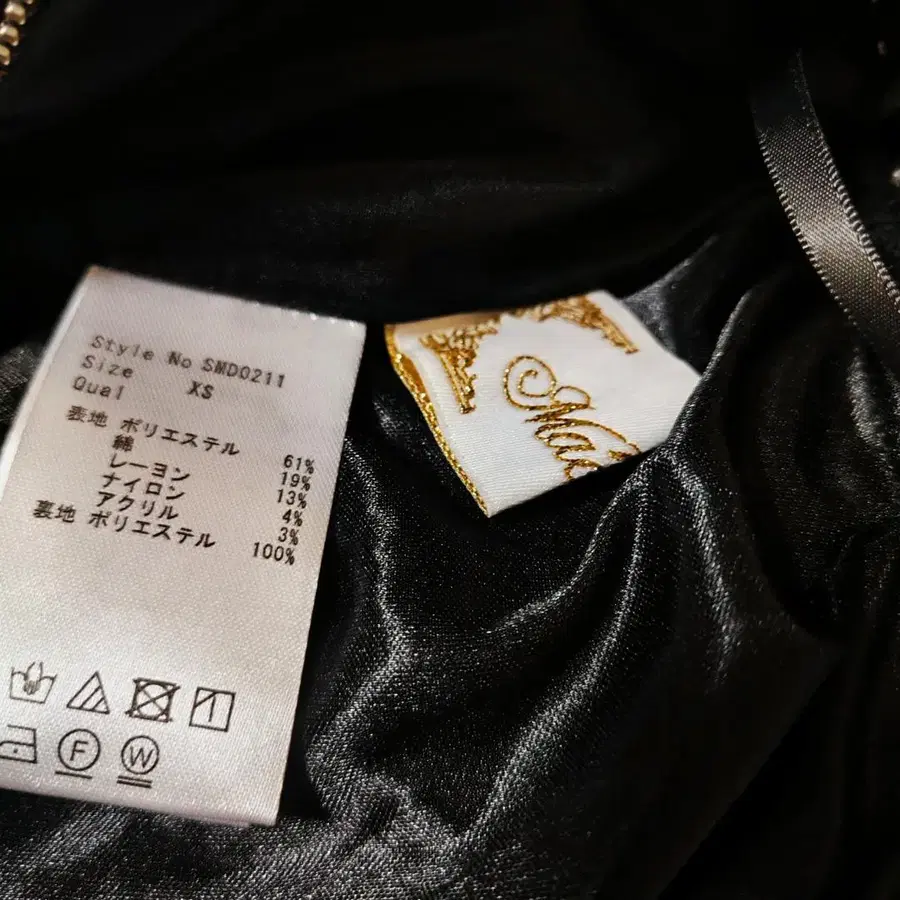 Style No SMD0211
Size XS
Qual
表地 ポリエステル 61%
綿 19%
レーヨン 13%
ナイロン 4%
アクリル 3%
裏地 ポリエステル 100%
F W